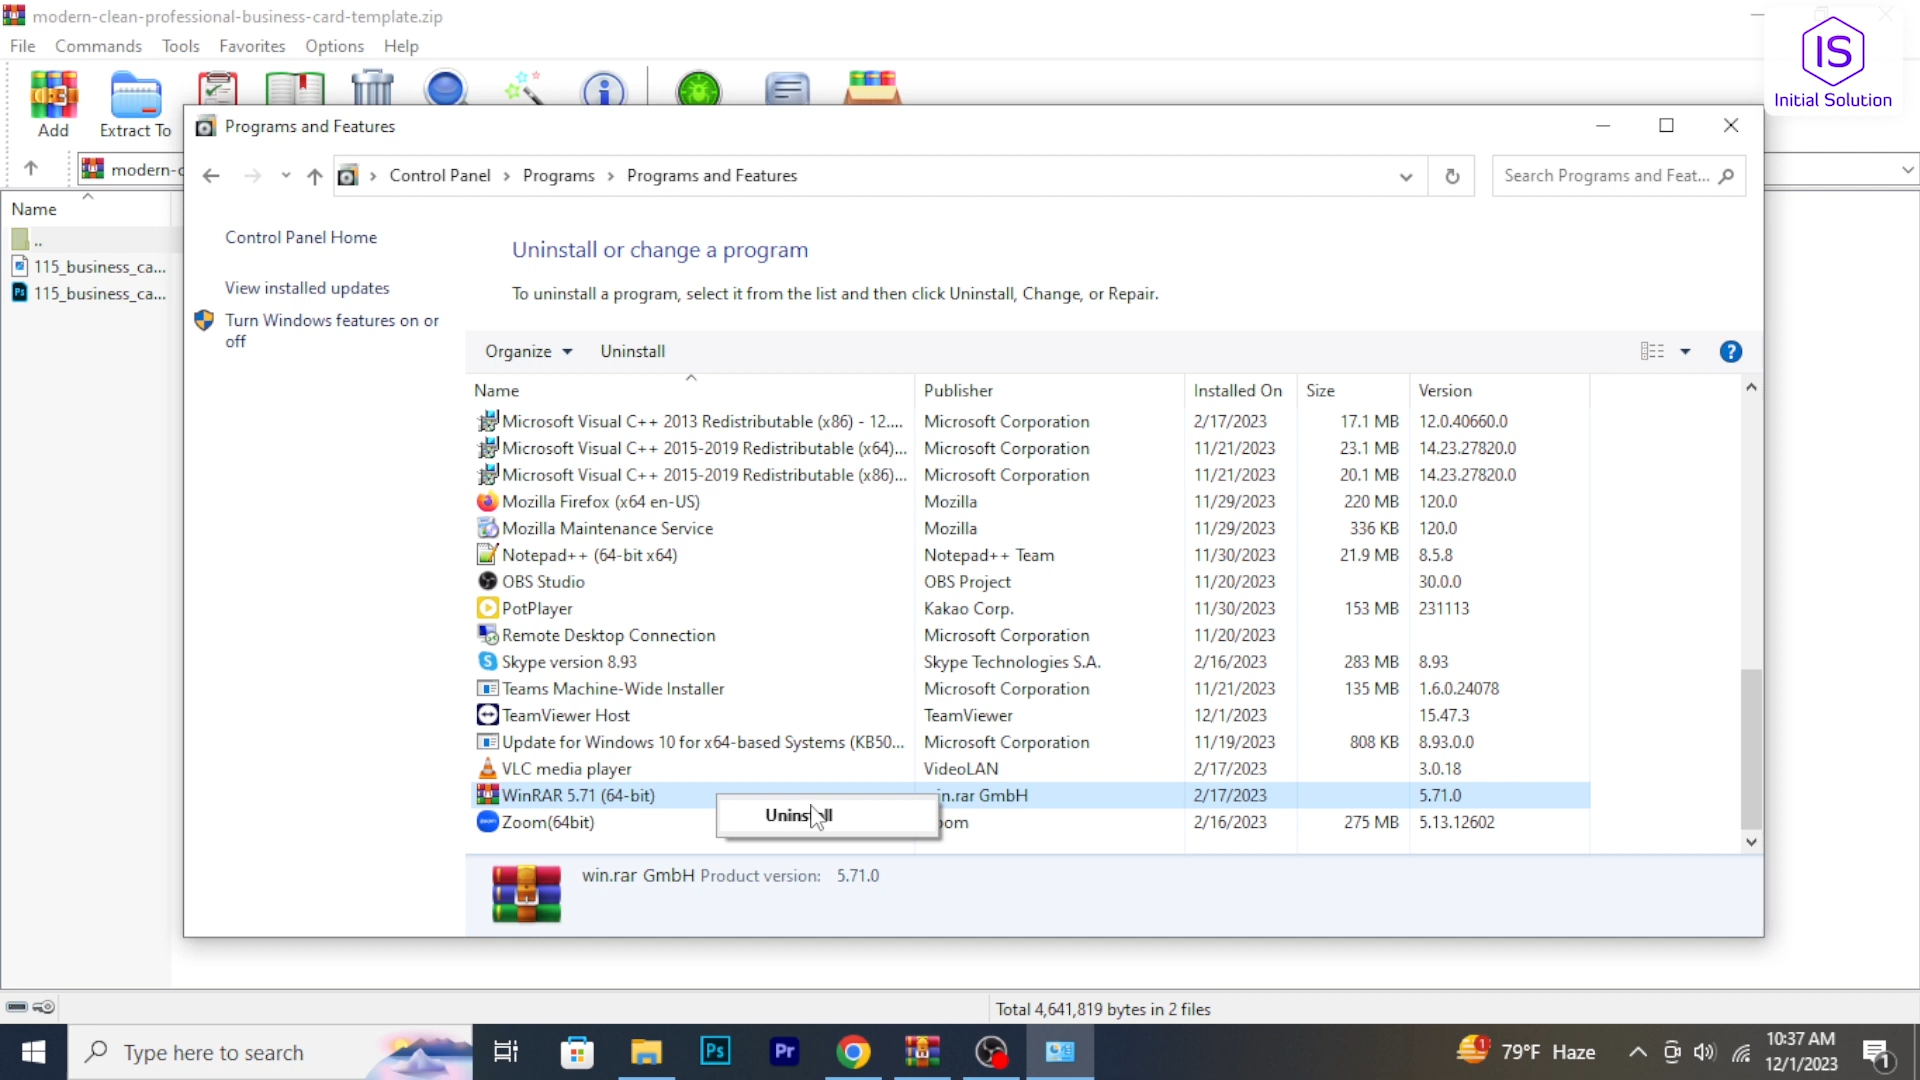 modern-clean-professional-business-card-template.zip
File Commands Tools Favorites Options Help
IS
Initial Solution
Add Extract To
modern-c
Name
..
115_business_ca...
115_business_ca...
Programs and Features
Control Panel > Programs > Programs and Features
Search Programs and Feat...
Control Panel Home
View installed updates
Turn Windows features on or
off
Uninstall or change a program
To uninstall a program, select it from the list and then click Uninstall, Change, or Repair.
Organize Uninstall
Name Publisher Installed On Size Version
Microsoft Visual C++ 2013 Redistributable (x86) - 12.... Microsoft Corporation 2/17/2023 17.1 MB 12.0.40660.0
Microsoft Visual C++ 2015-2019 Redistributable (x64)... Microsoft Corporation 11/21/2023 23.1 MB 14.23.27820.0
Microsoft Visual C++ 2015-2019 Redistributable (x86)... Microsoft Corporation 11/21/2023 20.1 MB 14.23.27820.0
Mozilla Firefox (x64 en-US) Mozilla 11/29/2023 220 MB 120.0
Mozilla Maintenance Service Mozilla 11/29/2023 336 KB 120.0
Notepad++ (64-bit x64) Notepad++ Team 11/30/2023 21.9 MB 8.5.8
OBS Studio OBS Project 11/20/2023 30.0.0
PotPlayer Kakao Corp. 11/30/2023 153 MB 231113
Remote Desktop Connection Microsoft Corporation 11/20/2023
Skype version 8.93 Skype Technologies S.A. 2/16/2023 283 MB 8.93
Teams Machine-Wide Installer Microsoft Corporation 11/21/2023 135 MB 1.6.0.24078
TeamViewer Host TeamViewer 12/1/2023 15.47.3
Update for Windows 10 for x64-based Systems (KB50... Microsoft Corporation 11/19/2023 808 KB 8.93.0.0
VLC media player VideoLAN 2/17/2023 3.0.18
WinRAR 5.71 (64-bit) in.rar GmbH 2/17/2023 5.71.0
Uninstall
Zoom(64bit) oom 2/16/2023 275 MB 5.13.12602
win.rar GmbH Product version: 5.71.0
Total 4,641,819 bytes in 2 files
Type here to search
Ps
Pr
1
79°F Haze
10:37 AM
12/1/2023
1